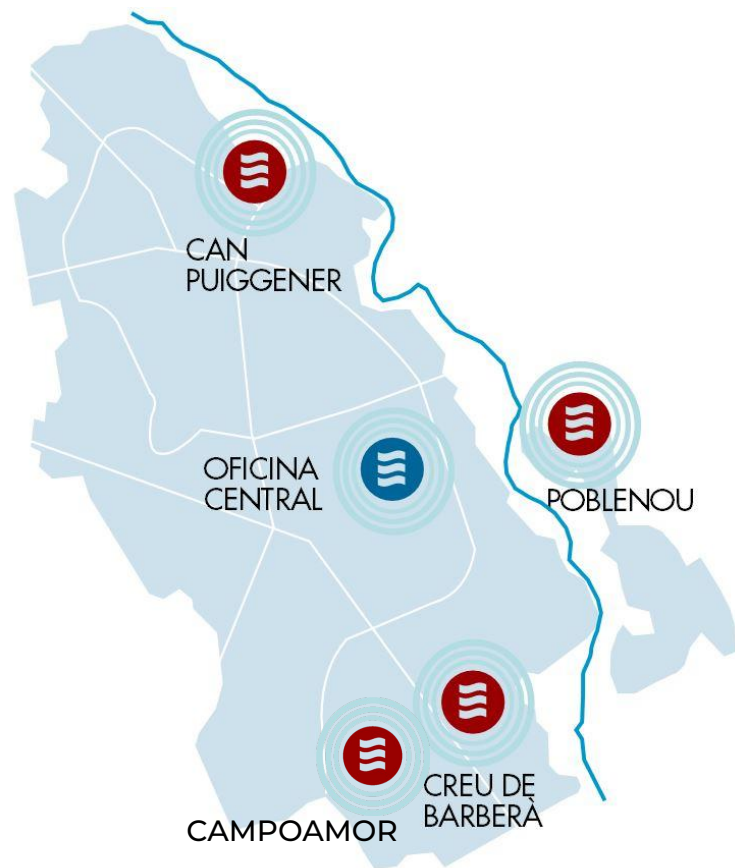 CAN
PUIGGENER
OFICINA
CENTRAL
POBLENOU
CREU DE
BARBERÀ
CAMPOAMOR